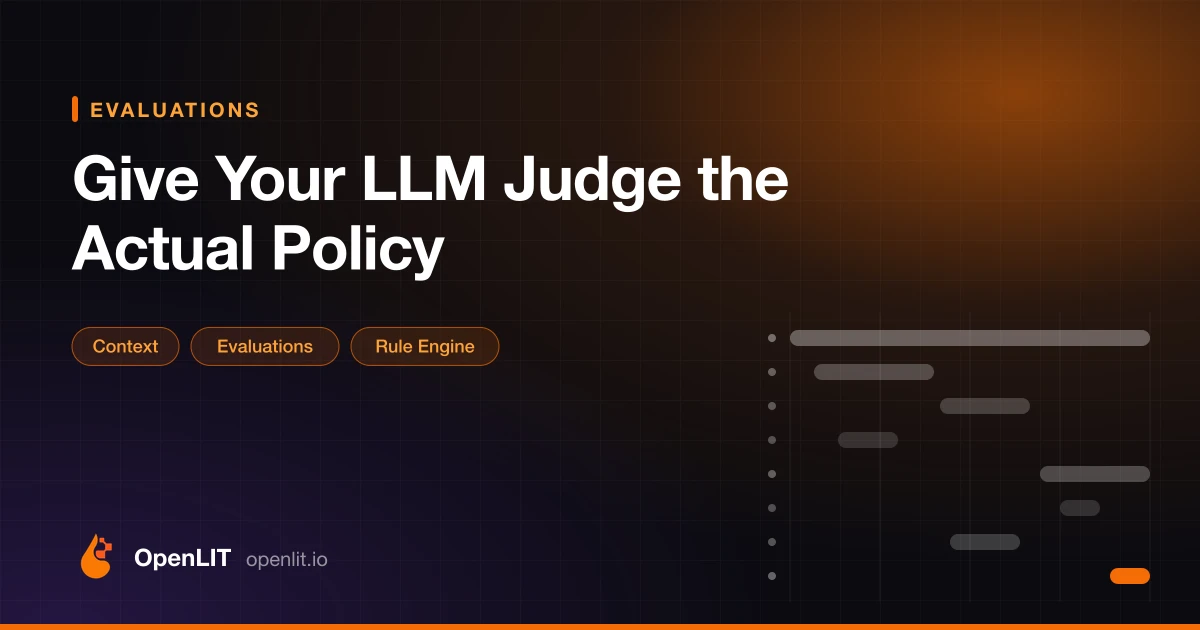 EVALUATIONS
Give Your LLM Judge the
Actual Policy
Context Evaluations Rule Engine
OpenLIT openlit.io